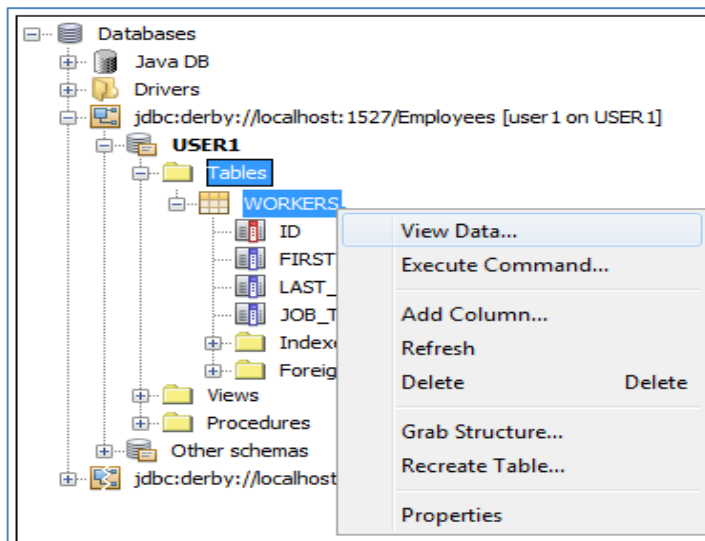 Databases
Java DB
Drivers
jdbc:derby://localhost:1527/Employees [user1 on USER1]
USER1
Tables
WORKERS
ID
FIRST
LAST_
JOB_T
Indexe
Foreig
Views
Procedures
Other schemas
jdbc:derby://localhost
View Data...
Execute Command...
Add Column...
Refresh
Delete Delete
Grab Structure...
Recreate Table...
Properties